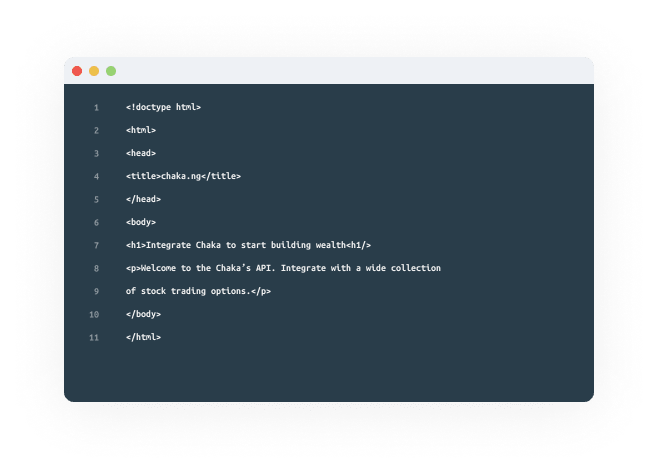 1 <!doctype html>
2 <html>
3 <head>
4 <title>chaka.ng</title>
5 </head>
6 <body>
7 <h1>Integrate Chaka to start building wealth<h1/>
8 <p>Welcome to the Chaka’s API. Integrate with a wide collection
9 of stock trading options.</p>
10 </body>
11 </html>